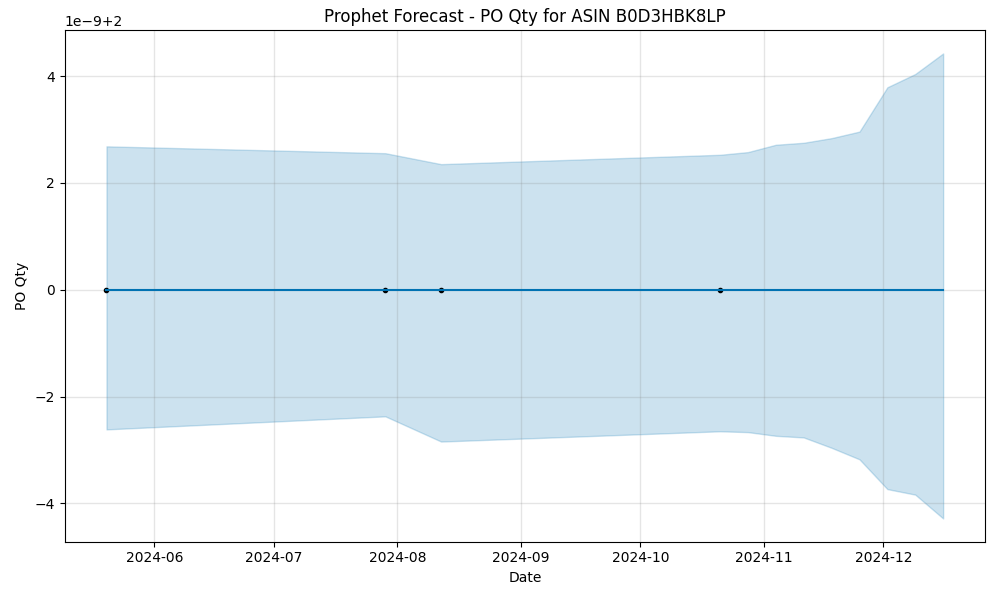 Prophet Forecast - PO Qty for ASIN B0D3HBK8LP
1e−9+2
4
2
0
−2
−4
PO Qty
2024-06 2024-07 2024-08 2024-09 2024-10 2024-11 2024-12
Date